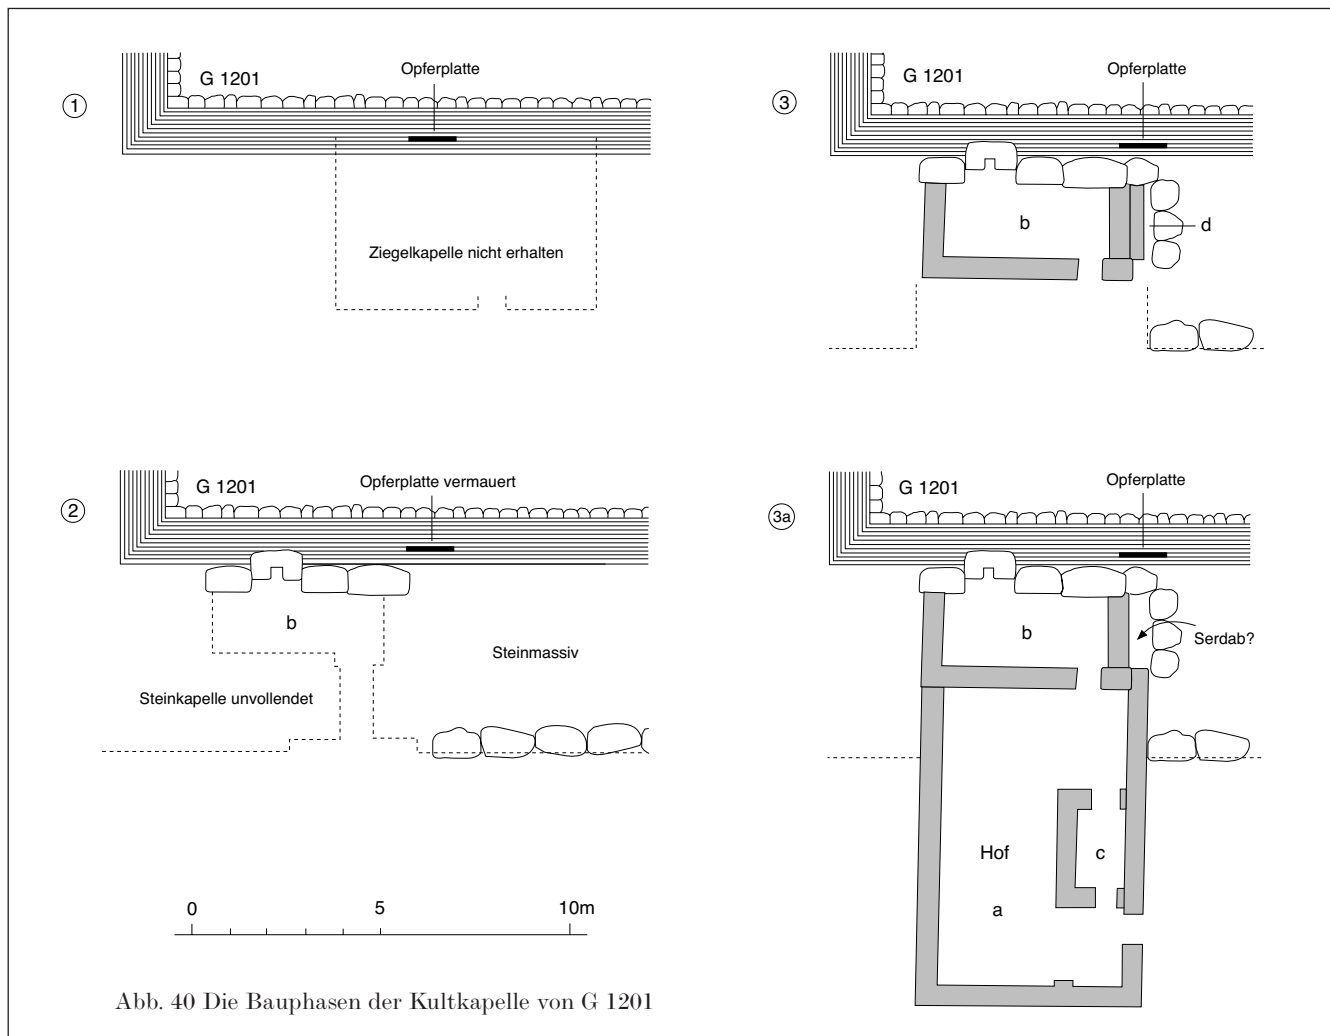 1
G 1201
Opferplatte
Ziegelkapelle nicht erhalten
3
G 1201
Opferplatte
b
d
2
G 1201
Opferplatte vermauert
b
Steinmassiv
Steinkapelle unvollendet
3a
G 1201
Opferplatte
b
Serdab?
Hof
c
a
0 5 10m
Abb. 40 Die Bauphasen der Kultkapelle von G 1201